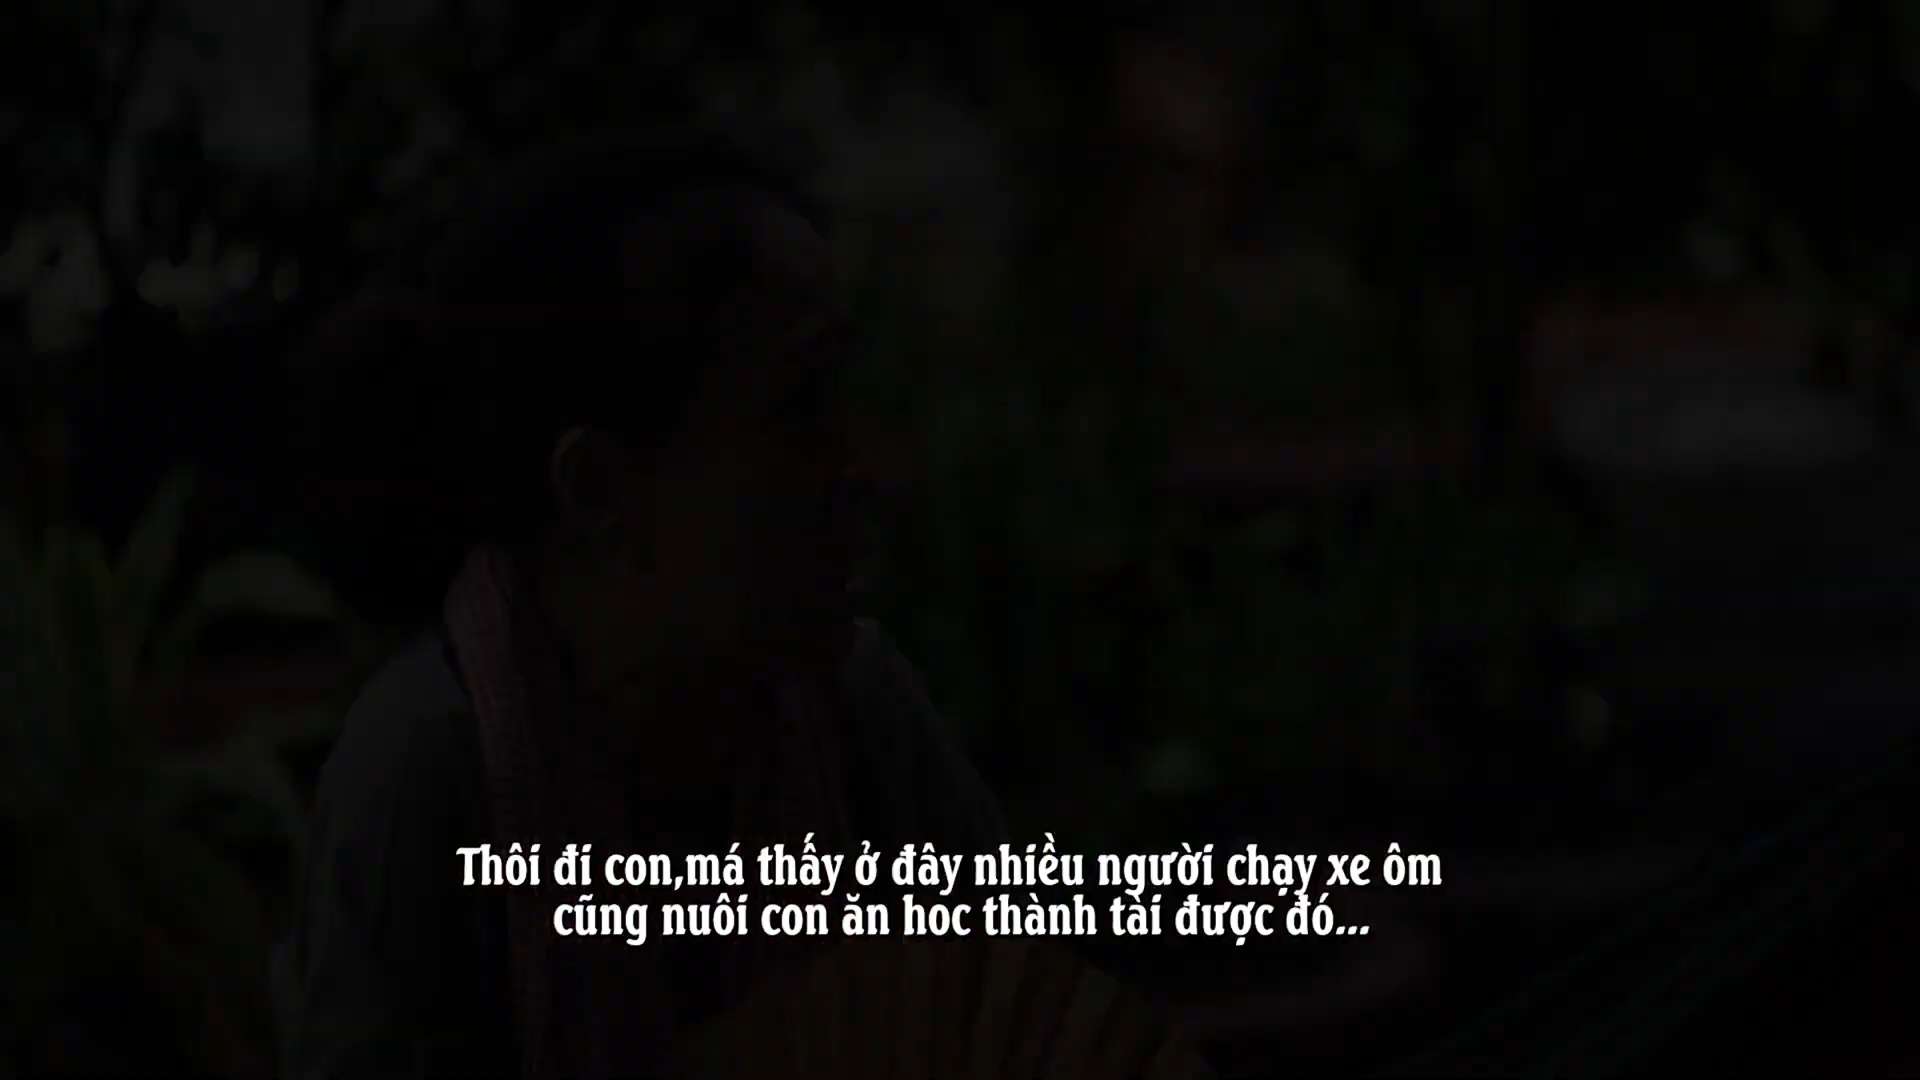 Thôi đi con,má thấy ở đây nhiều người chạy xe ôm
cũng nuôi con ăn hoc thành tài được đó...